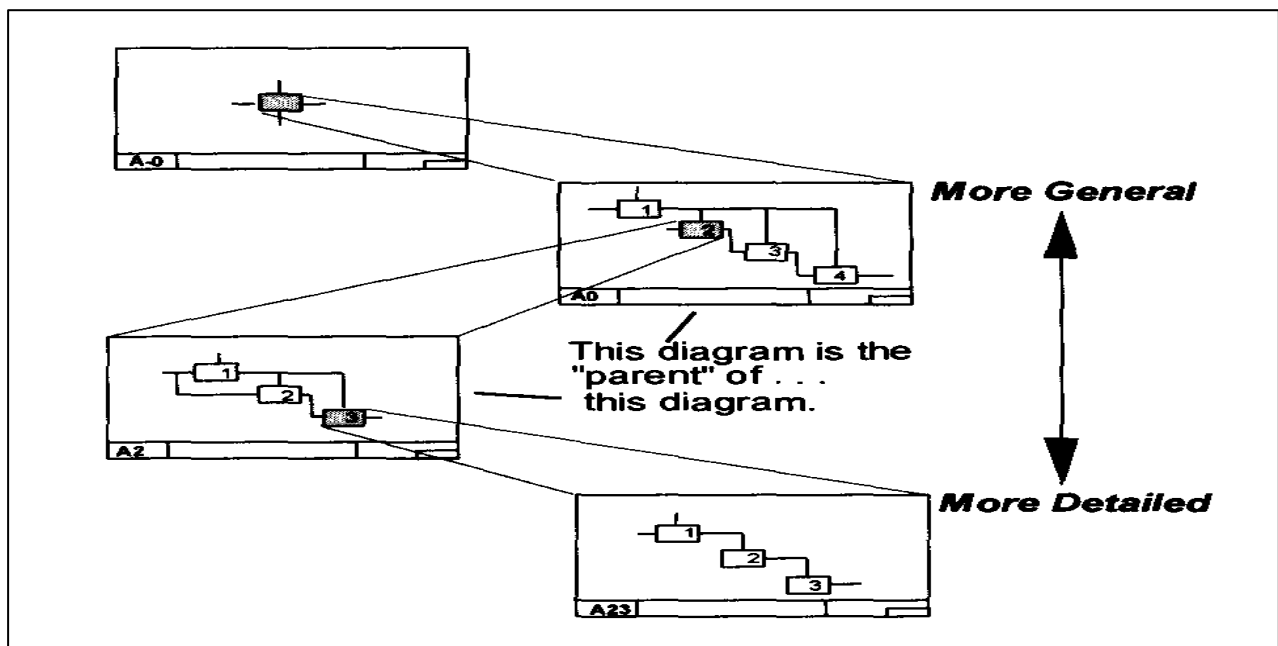 A-0
More General
1
2
3
4
A0
This diagram is the
"parent" of . . .
this diagram.
1
2
3
A2
More Detailed
1
2
3
A23